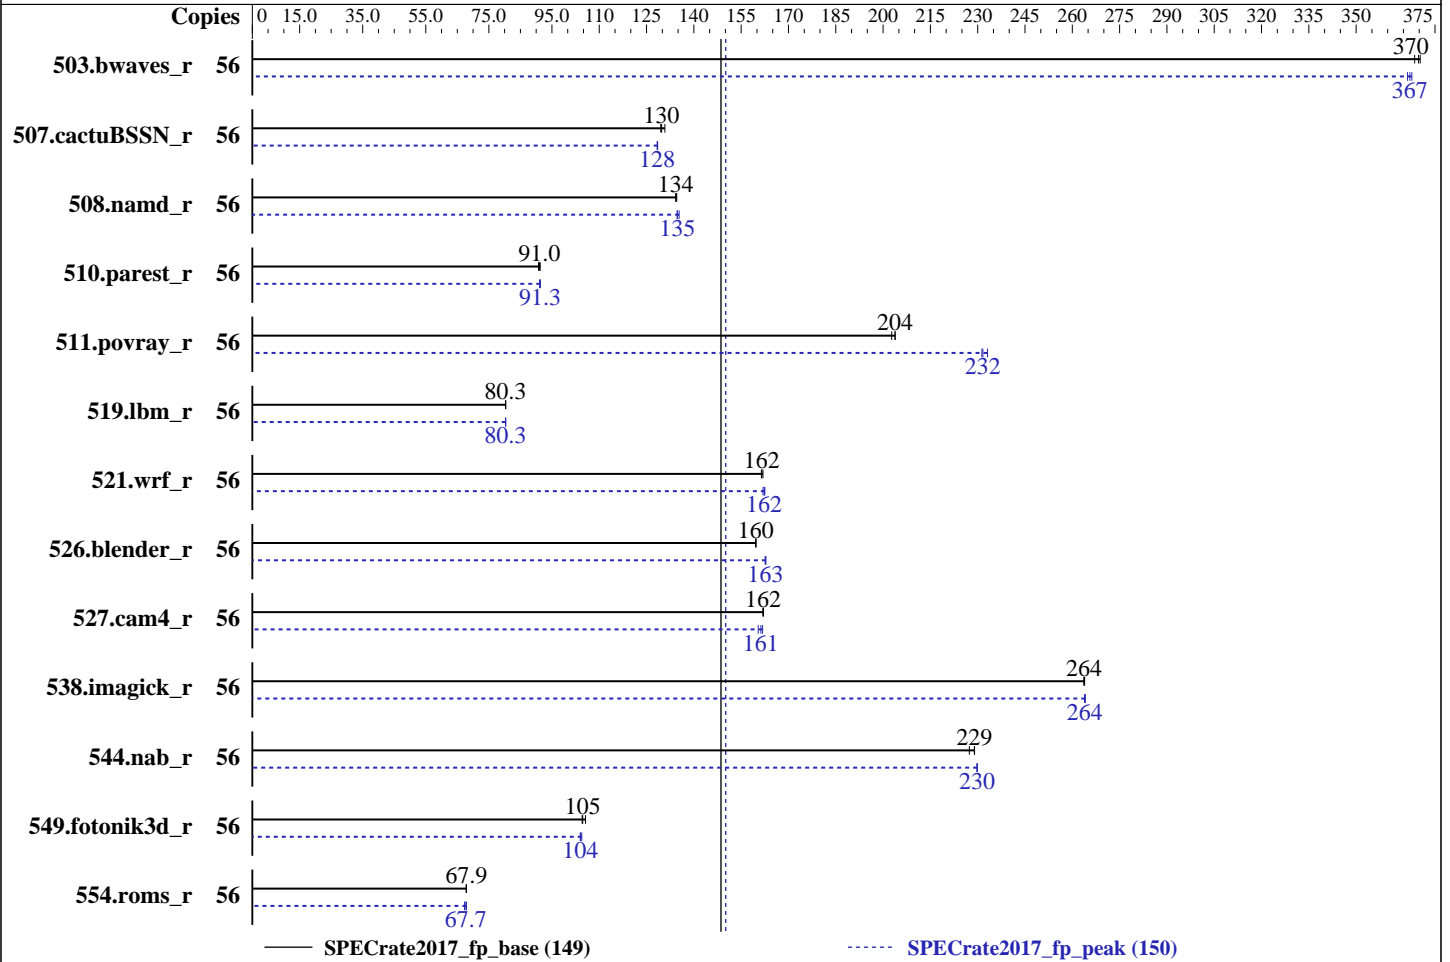 Copies 0 15.0 35.0 55.0 75.0 95.0 110 140 155 170 185 200 215 230 245 260 275 290 305 320 335 350 375
503.bwaves_r 56 370
367
507.cactuBSSN_r 56 130
128
508.namd_r 56 134
135
510.parest_r 56 91.0
91.3
511.povray_r 56 204
232
519.lbm_r 56 80.3
80.3
521.wrf_r 56 162
162
526.blender_r 56 160
163
527.cam4_r 56 162
161
538.imagick_r 56 264
264
544.nab_r 56 229
230
549.fotonik3d_r 56 105
104
554.roms_r 56 67.9
67.7
SPECrate2017_fp_base (149) SPECrate2017_fp_peak (150)